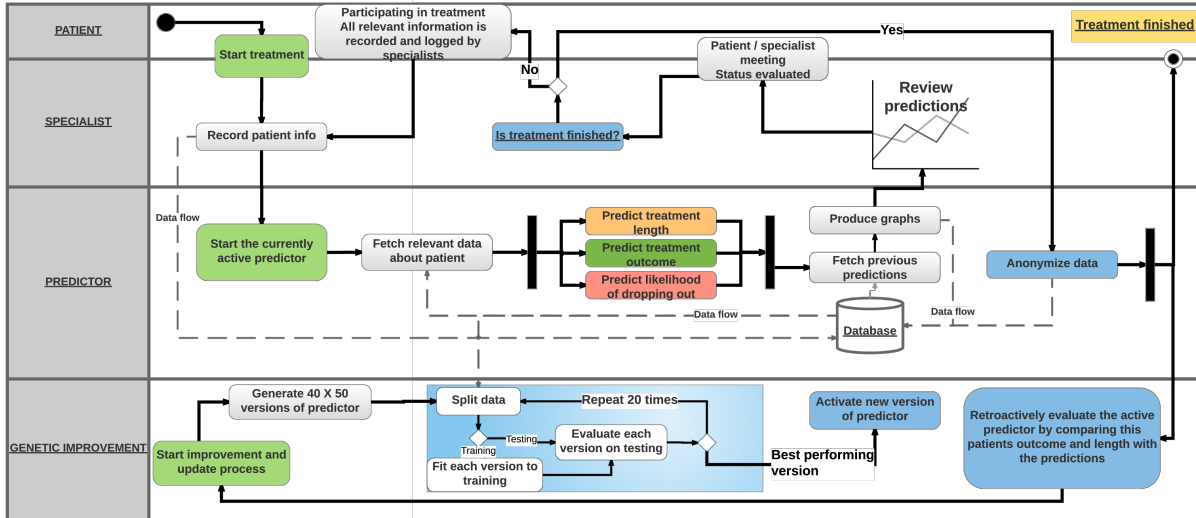 PATIENT
Start treatment
Participating in treatment
All relevant information is
recorded and logged by
specialists
No
Yes
Patient / specialist
meeting
Status evaluated
Treatment finished
SPECIALIST
Record patient info
Is treatment finished?
Review
predictions
PREDICTOR
Data flow
Start the currently
active predictor
Fetch relevant data
about patient
Predict treatment
length
Predict treatment
outcome
Predict likelihood
of dropping out
Produce graphs
Fetch previous
predictions
Anonymize data
Data flow
Database
Data flow
GENETIC IMPROVEMENT
Generate 40 X 50
versions of predictor
Start improvement and
update process
Split data
Repeat 20 times
Testing
Training
Evaluate each
version on testing
Fit each version to
training
Best performing
version
Activate new version
of predictor
Retroactively evaluate the active
predictor by comparing this
patients outcome and length with
the predictions